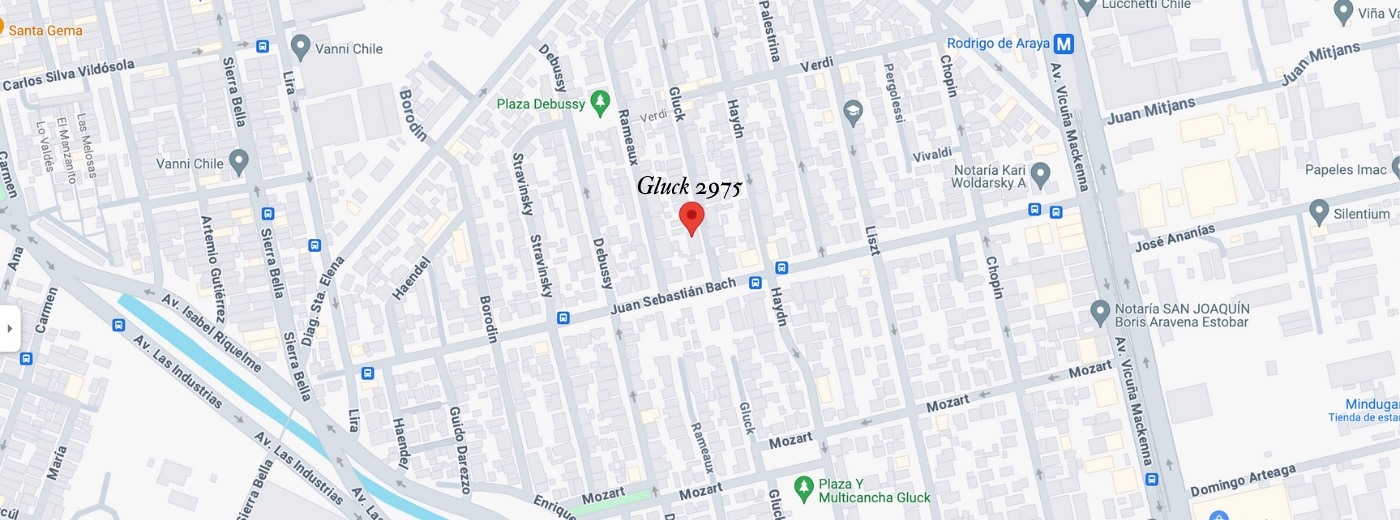 Santa Gema
Vanni Chile
Carlos Silva Vildósola
Sierra Bella
Lira
Borodin
Debussy
Plaza Debussy
Rameaux
Verdi
Gluck
Haydn
Palestrina
Verdi
Pergolessi
Chopin
Rodrigo de Araya
M
Lucchetti Chile
Viña Va
Juan Mitjans
Juan Mitjans
Av. Vicuña Mackenna
Las Melosas
El Manzanito
Lo Valdés
Carmen
Vanni Chile
Stravinsky
Gluck 2975
Vivaldi
Notaría Kari
Woldarsky A
Papeles Imac
Silentium
José Ananías
Artemio Gutiérrez
Sierra Bella
Diag. Sta. Elena
Haendel
Borodin
Stravinsky
Debussy
Juan Sebastián Bach
Haydn
Liszt
Chopin
Notaría SAN JOAQUÍN
Boris Aravena Estobar
Ana
Carmen
Av. Isabel Riquelme
Av. Las Industrias
Sierra Bella
Lira
Haendel
Guido Darezzo
Rameaux
Gluck
Mozart
Mozart
Mozart
Av. Vicuña Mackenna
Mindugar
Tienda de estar
María
Av. Las Industrias
Sierra Bella
Av. Las
Enrique
Mozart
Mozart
Gluck
Plaza Y
Multicancha Gluck
Domingo Arteaga